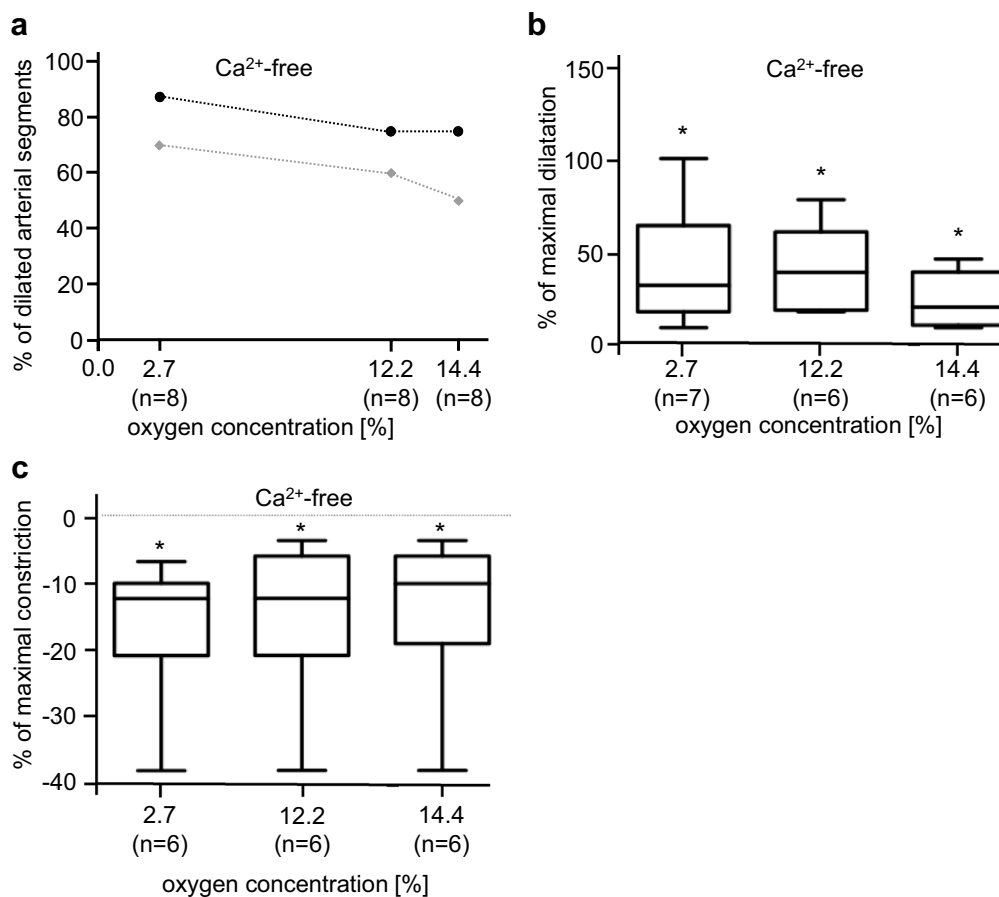 a
% of dilated arterial segments
Ca²⁺-free
100
80
60
40
20
0
0.0 2.7 12.2 14.4
(n=8) (n=8) (n=8)
oxygen concentration [%]
b
% of maximal dilatation
Ca²⁺-free
150
100
50
0
* * *
2.7 12.2 14.4
(n=7) (n=6) (n=6)
oxygen concentration [%]
c
% of maximal constriction
Ca²⁺-free
0
-10
-20
-30
-40
* * *
2.7 12.2 14.4
(n=6) (n=6) (n=6)
oxygen concentration [%]